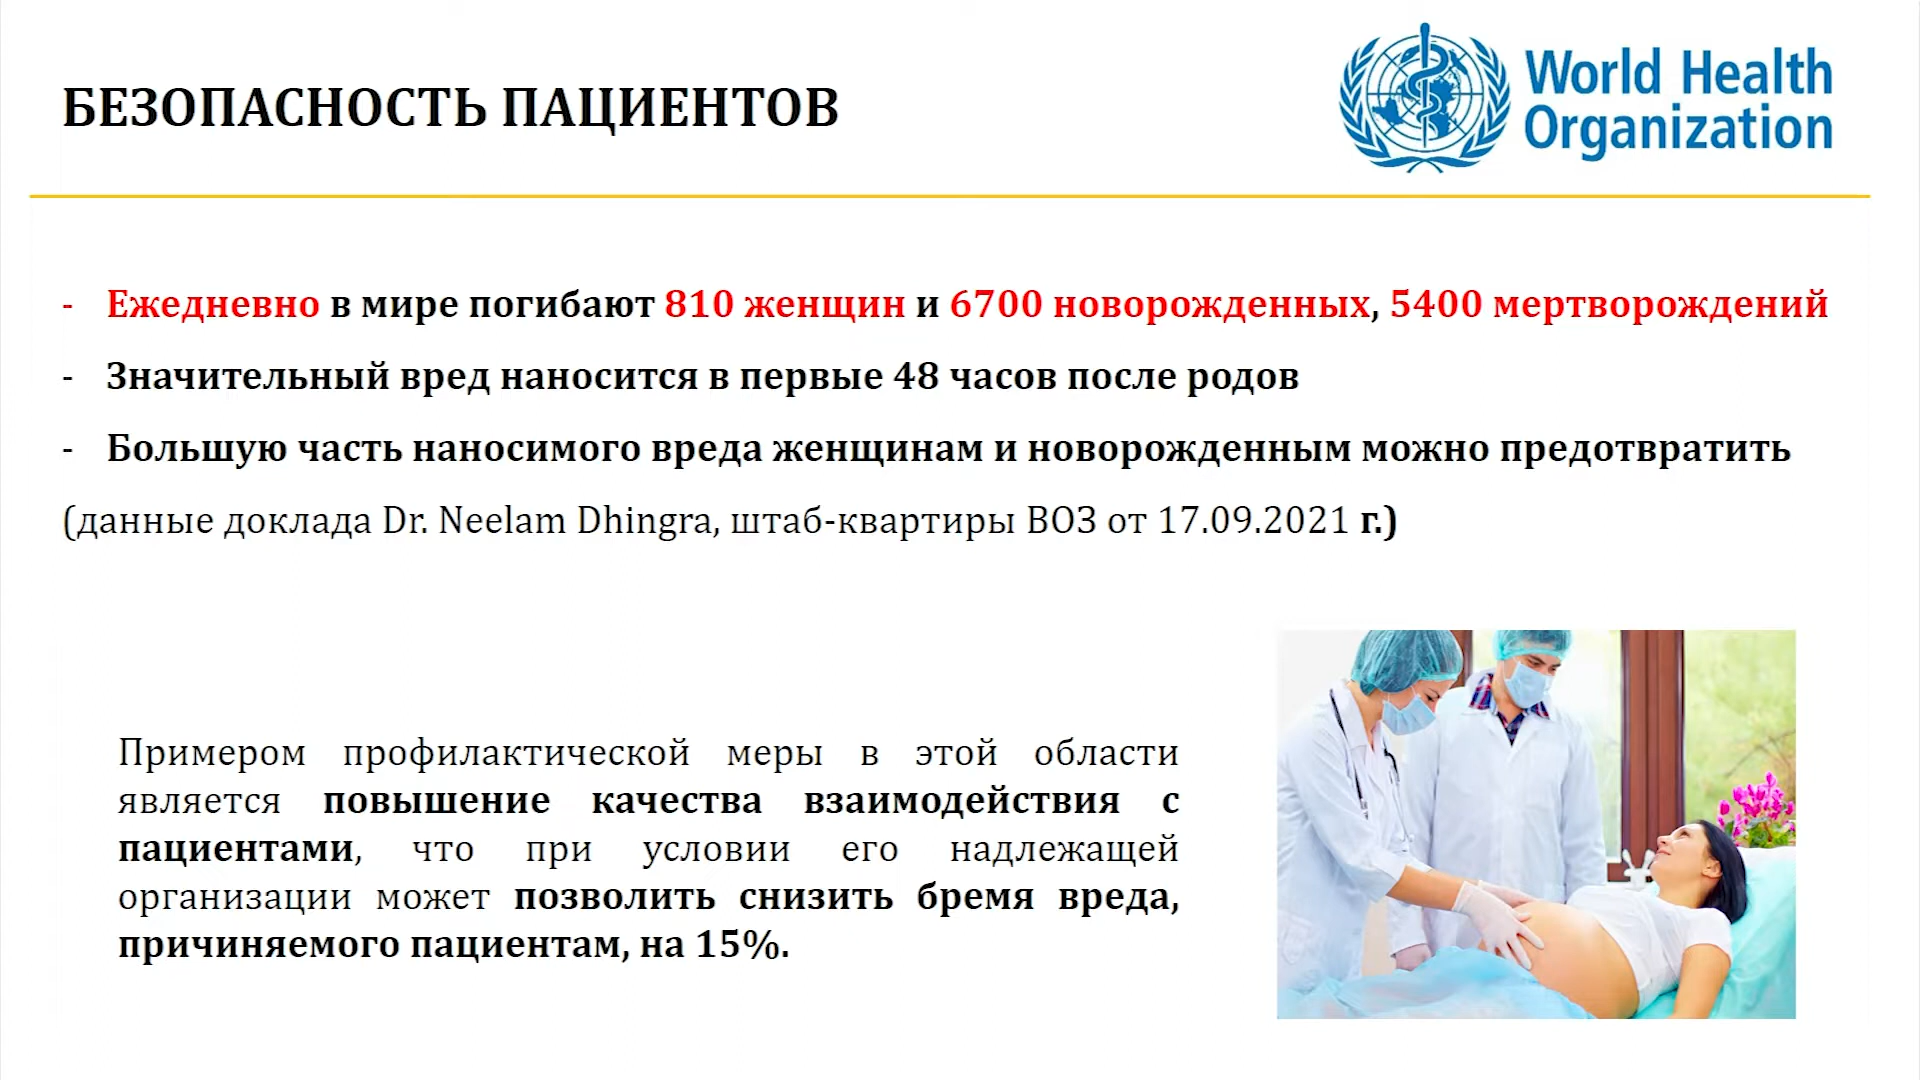 БЕЗОПАСНОСТЬ ПАЦИЕНТОВ
World Health
Organization
- Ежедневно в мире погибают 810 женщин и 6700 новорожденных, 5400 мертворождений
- Значительный вред наносится в первые 48 часов после родов
- Большую часть наносимого вреда женщинам и новорожденным можно предотвратить
(данные доклада Dr. Neelam Dhingra, штаб-квартиры ВОЗ от 17.09.2021 г.)
Примером профилактической меры в этой области
является повышение качества взаимодействия с
пациентами, что при условии его надлежащей
организации может позволить снизить бремя вреда,
причиняемого пациентам, на 15%.